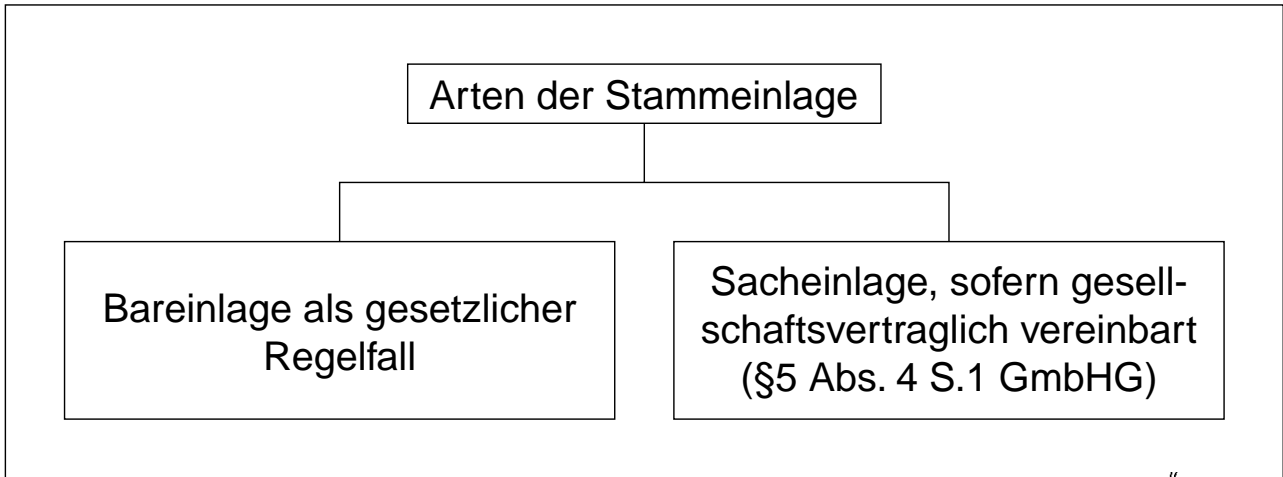 Arten der Stammeinlage
Bareinlage als gesetzlicher
Regelfall
Sacheinlage, sofern gesell-
schaftsvertraglich vereinbart
(§5 Abs. 4 S.1 GmbHG)